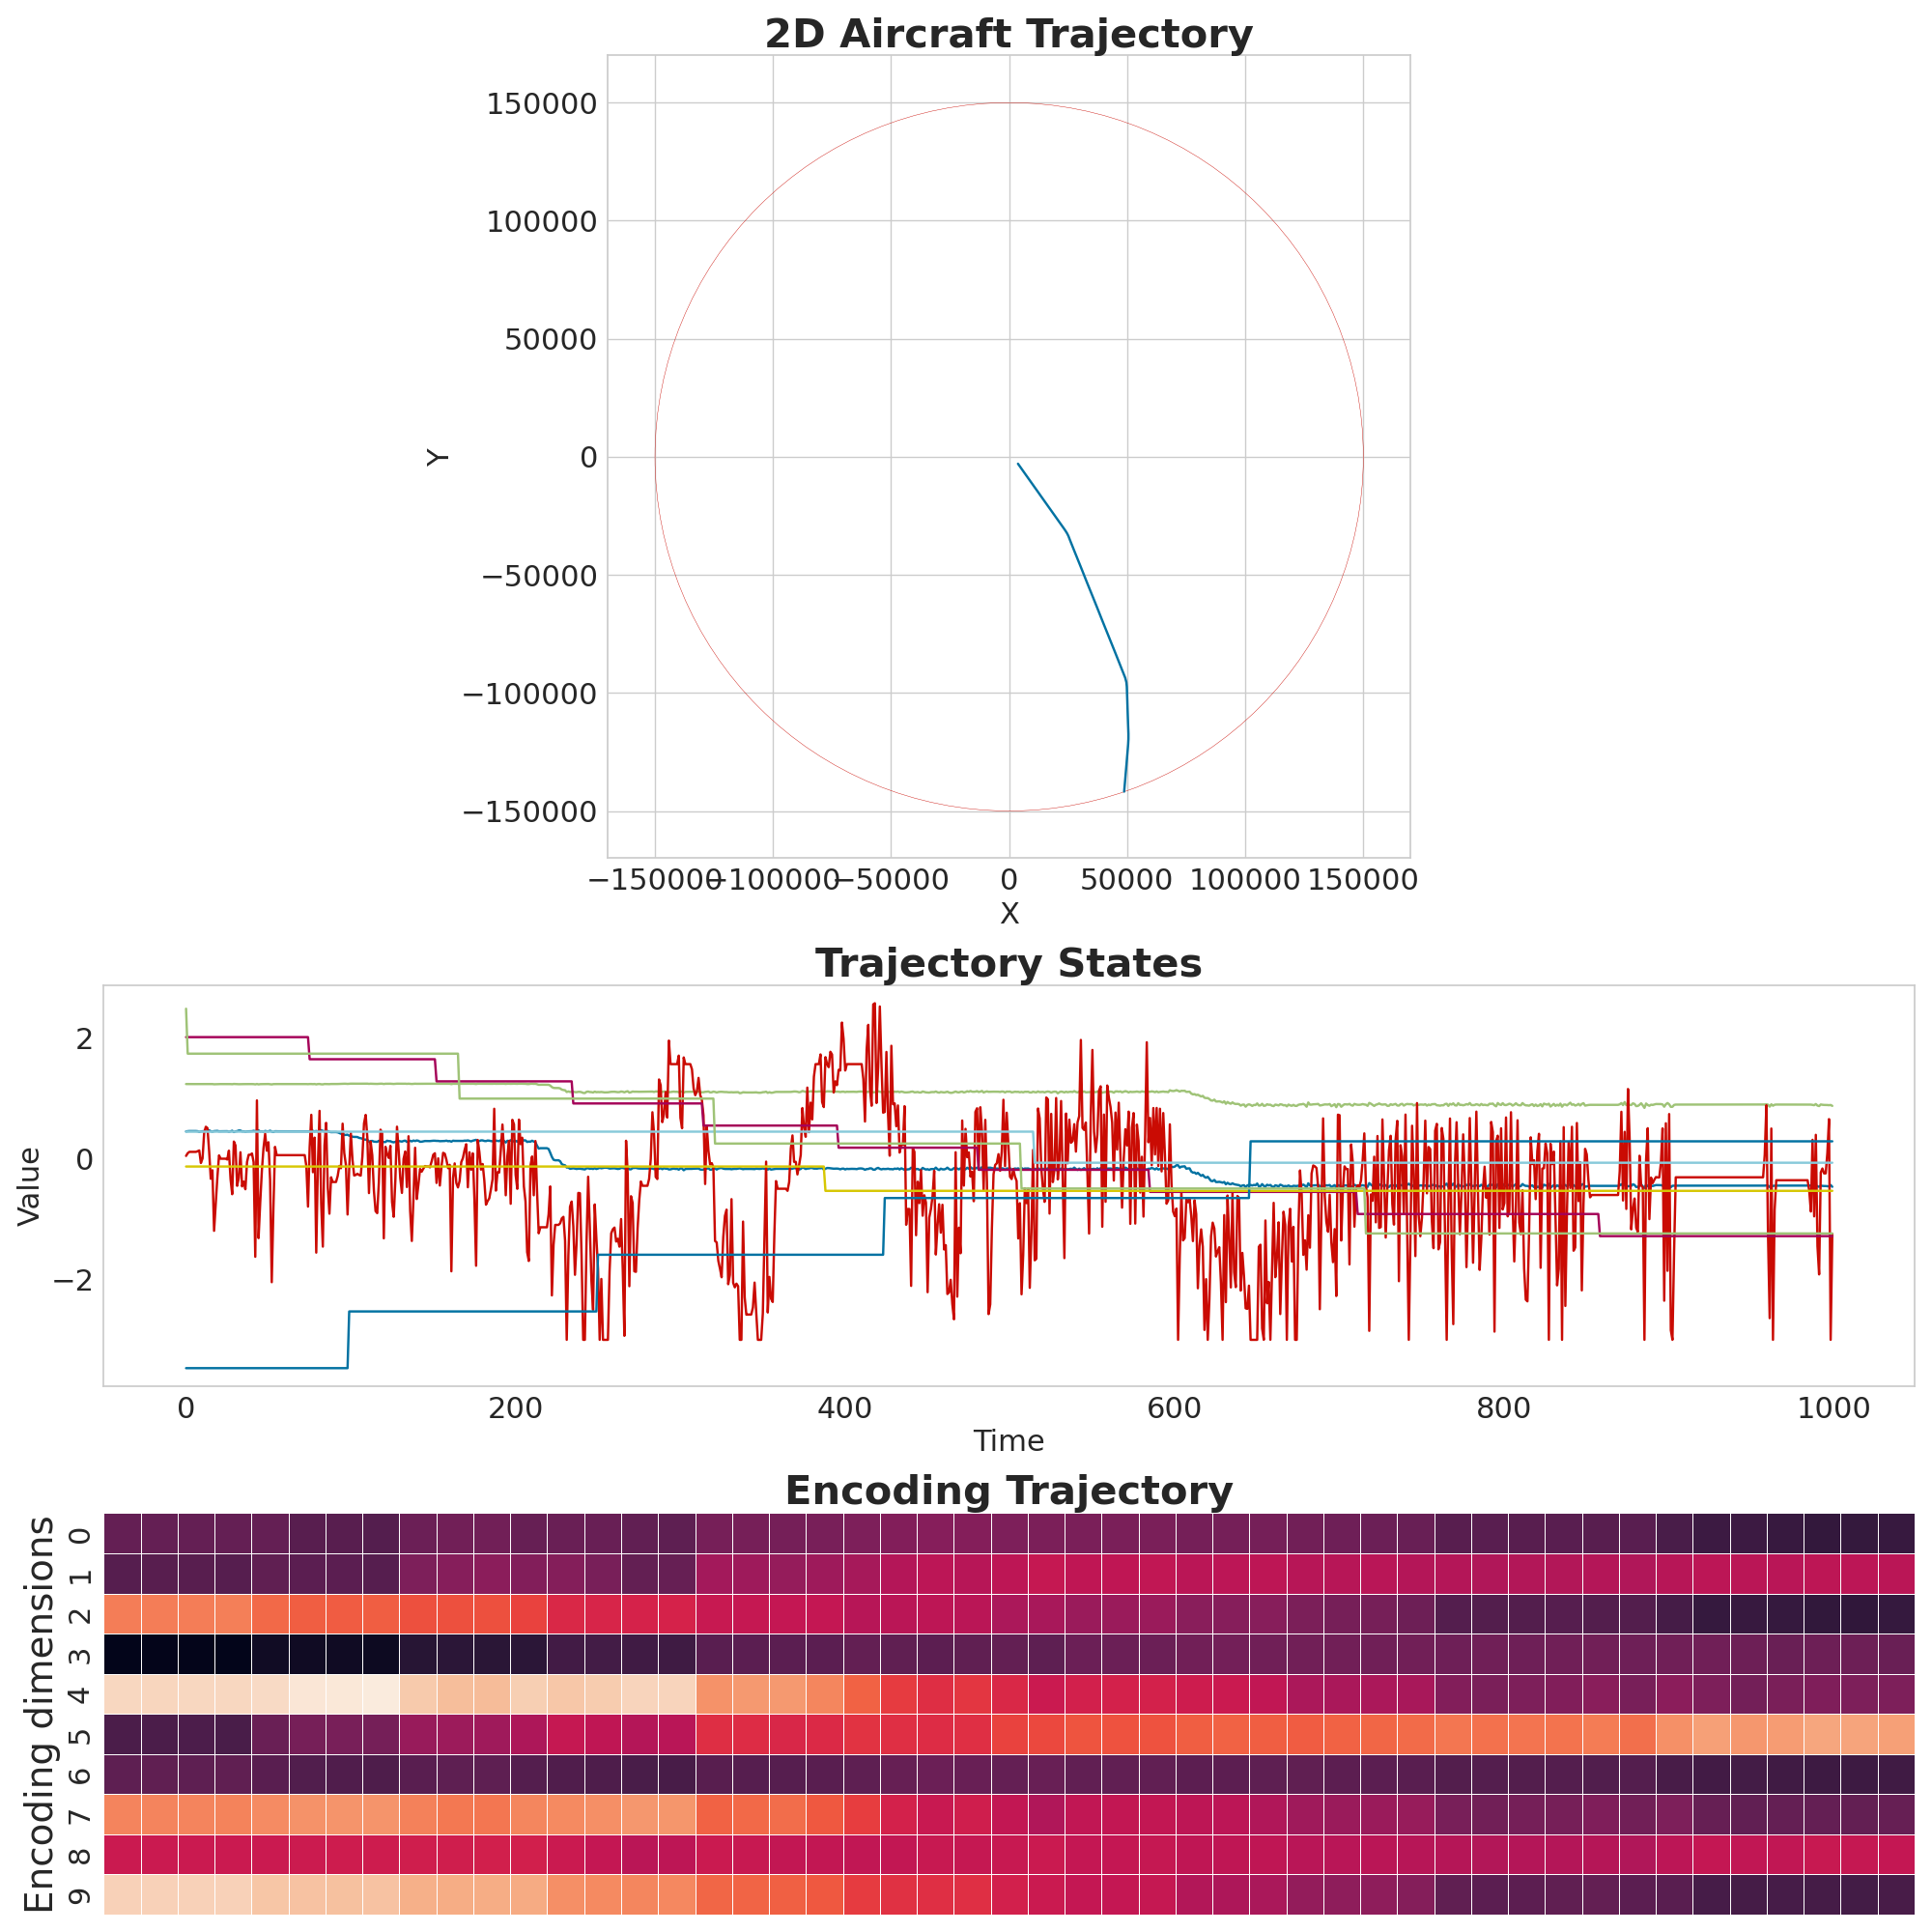 2D Aircraft Trajectory
150000
100000
50000
0
−50000
−100000
−150000
Y
−150000 −100000 −50000 0 50000 100000 150000
X
Trajectory States
2
0
−2
Value
0 200 400 600 800 1000
Time
Encoding Trajectory
Encoding dimensions
0
1
2
3
4
5
6
7
8
9